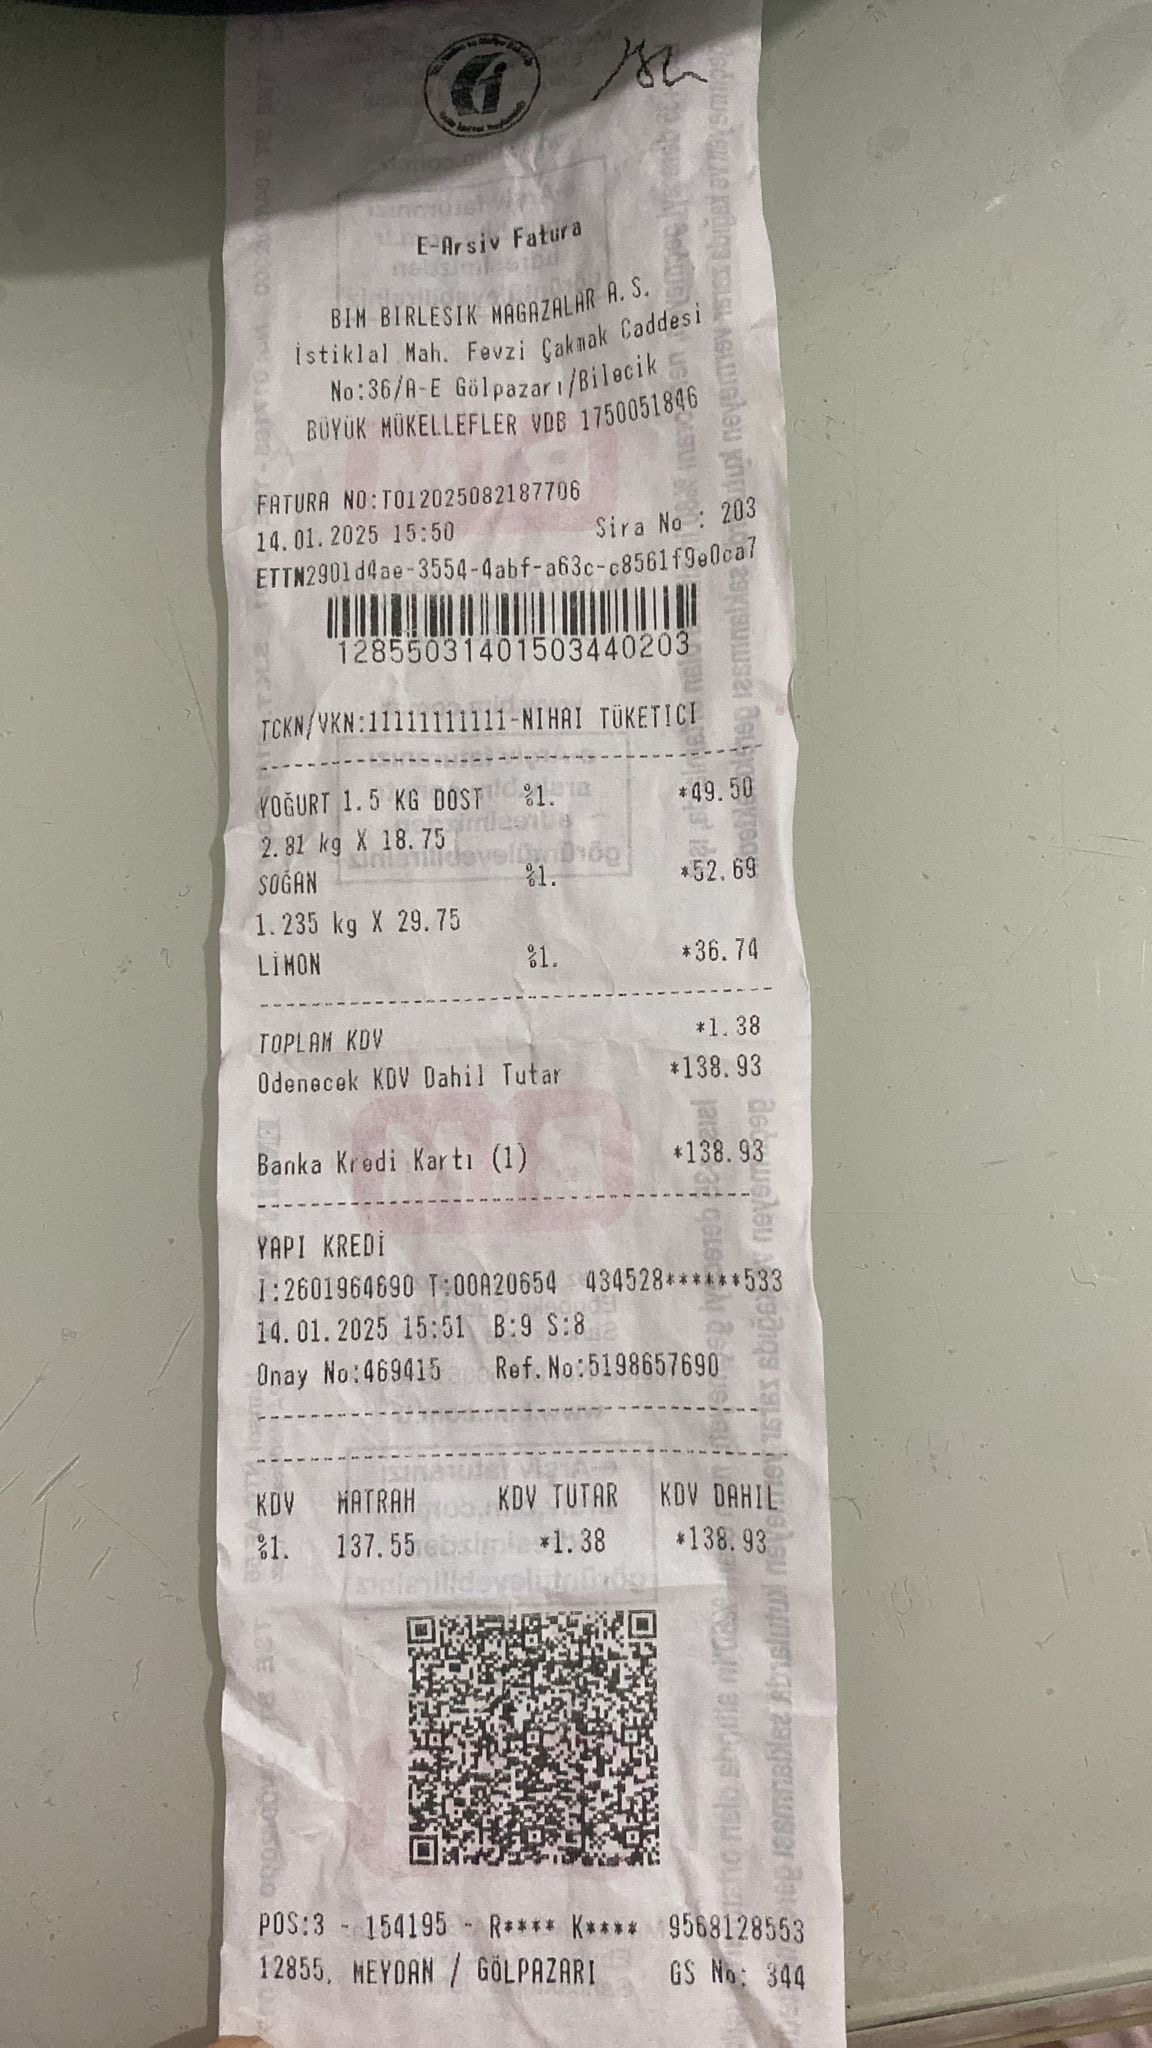 E-Arsiv Fatura
BIM BIRLESIK MAGAZALAR A.S.
İstiklal Mah. Fevzi Çakmak Caddesi
No:36/A-E Gölpazarı/Bilecik
BÜYÜK MÜKELLEFLER VDB 1750051846
FATURA NO:T012025082187706
14.01.2025 15:50 Sira No : 203
ETTN2901d4ae-3554-4abf-a63c-c8561f9e0ca7
12855031401503440203
TCKN/VKN:11111111111-NIHAI TÜKETICI
YOĞURT 1.5 KG DOST %1. *49.50
2.81 kg X 18.75
SOĞAN %1. *52.69
1.235 kg X 29.75
LİMON %1. *36.74
TOPLAM KDV *1.38
Odenecek KDV Dahil Tutar *138.93
Banka Kredi Kartı (1) *138.93
YAPI KREDİ
I:2601964690 T:00A20654 434528******533
14.01.2025 15:51 B:9 S:8
Onay No:469415 Ref.No:5198657690
KDV MATRAH KDV TUTAR KDV DAHIL
%1. 137.55 *1.38 *138.93
POS:3 - 154195 - R**** K**** 9568128553
12855, MEYDAN / GÖLPAZARI GS No: 344